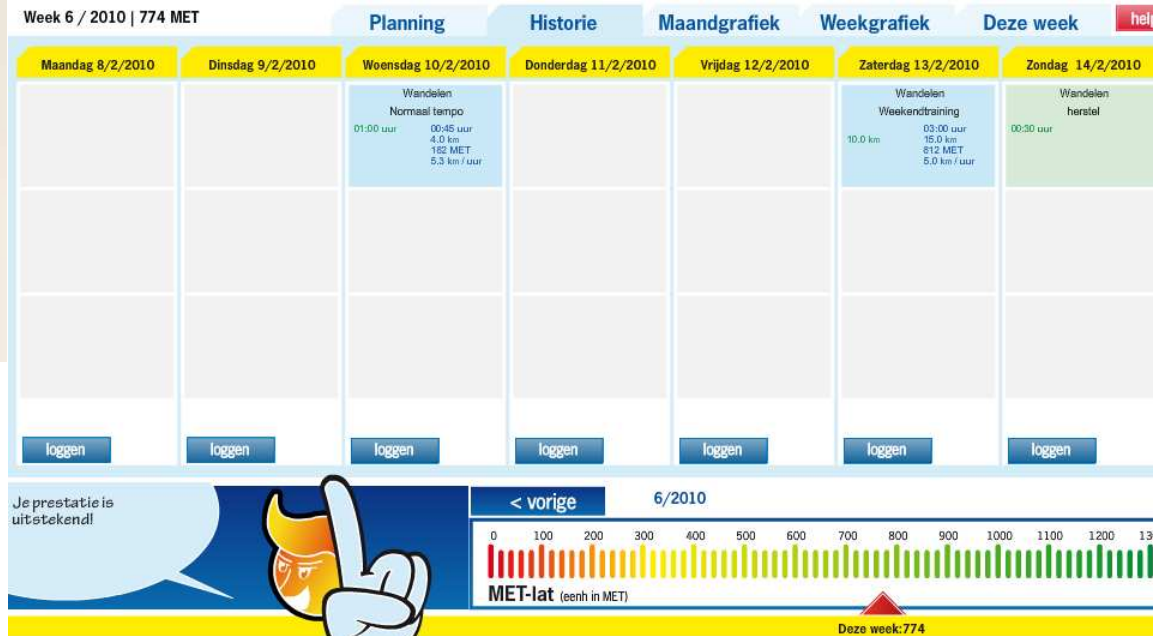 Week 6 / 2010 | 774 MET
Planning
Historie
Maandgrafiek
Weekgrafiek
Deze week
help
Maandag 8/2/2010
Dinsdag 9/2/2010
Woensdag 10/2/2010
Donderdag 11/2/2010
Vrijdag 12/2/2010
Zaterdag 13/2/2010
Zondag 14/2/2010
Wandelen
Normaal tempo
01:00 uur
00:45 uur
4.0 km
182 MET
5.3 km / uur
Wandelen
Weekendtraining
10.0 km
03:00 uur
15.0 km
812 MET
5.0 km / uur
Wandelen
herstel
00:30 uur
loggen
loggen
loggen
loggen
loggen
loggen
loggen
Je prestatie is
uitstekend!
< vorige
6/2010
0 100 200 300 400 500 600 700 800 900 1000 1100 1200
MET-lat (eenh in MET)
Deze week:774